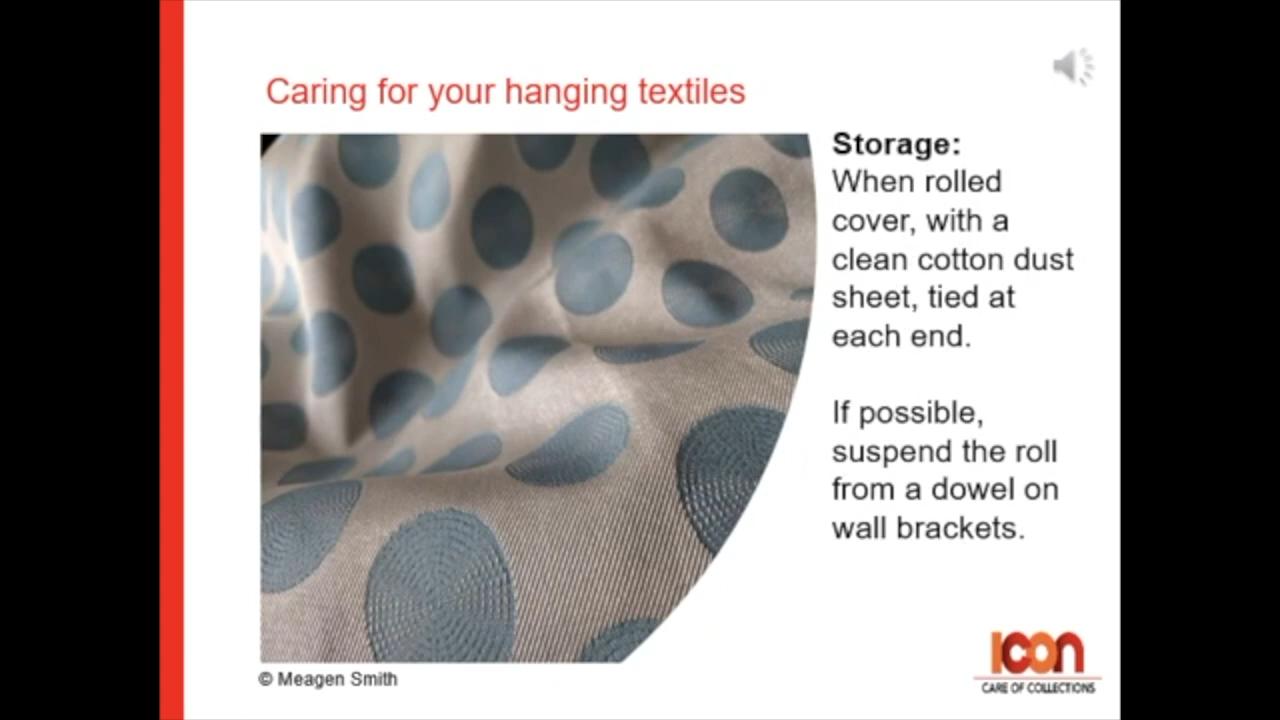 Caring for your hanging textiles
Storage:
When rolled
cover, with a
clean cotton dust
sheet, tied at
each end.
If possible,
suspend the roll
from a dowel on
wall brackets.
© Meagen Smith
Icon
CARE OF COLLECTIONS